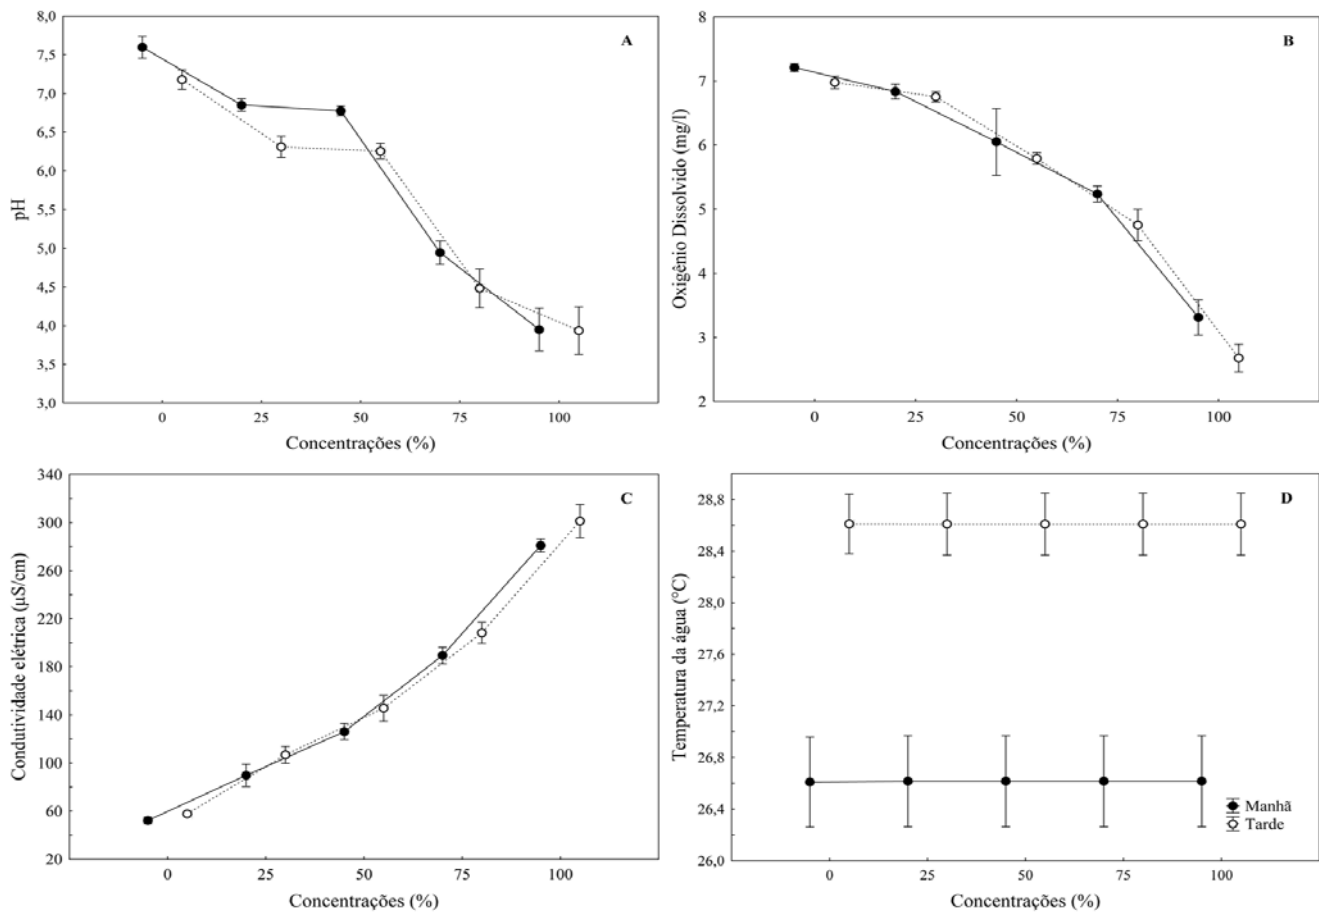 A
8,0
7,5
7,0
6,5
6,0
5,5
5,0
4,5
4,0
3,5
3,0
pH
0 25 50 75 100
Concentrações (%)
B
8
7
6
5
4
3
2
Oxigênio Dissolvido (mg/l)
0 25 50 75 100
Concentrações (%)
C
340
300
260
220
180
140
100
60
20
Condutividade elétrica (µS/cm)
0 25 50 75 100
Concentrações (%)
D
28,8
28,4
28,0
27,6
27,2
26,8
26,4
26,0
Temperatura da água (°C)
Manhã
Tarde
0 25 50 75 100
Concentrações (%)